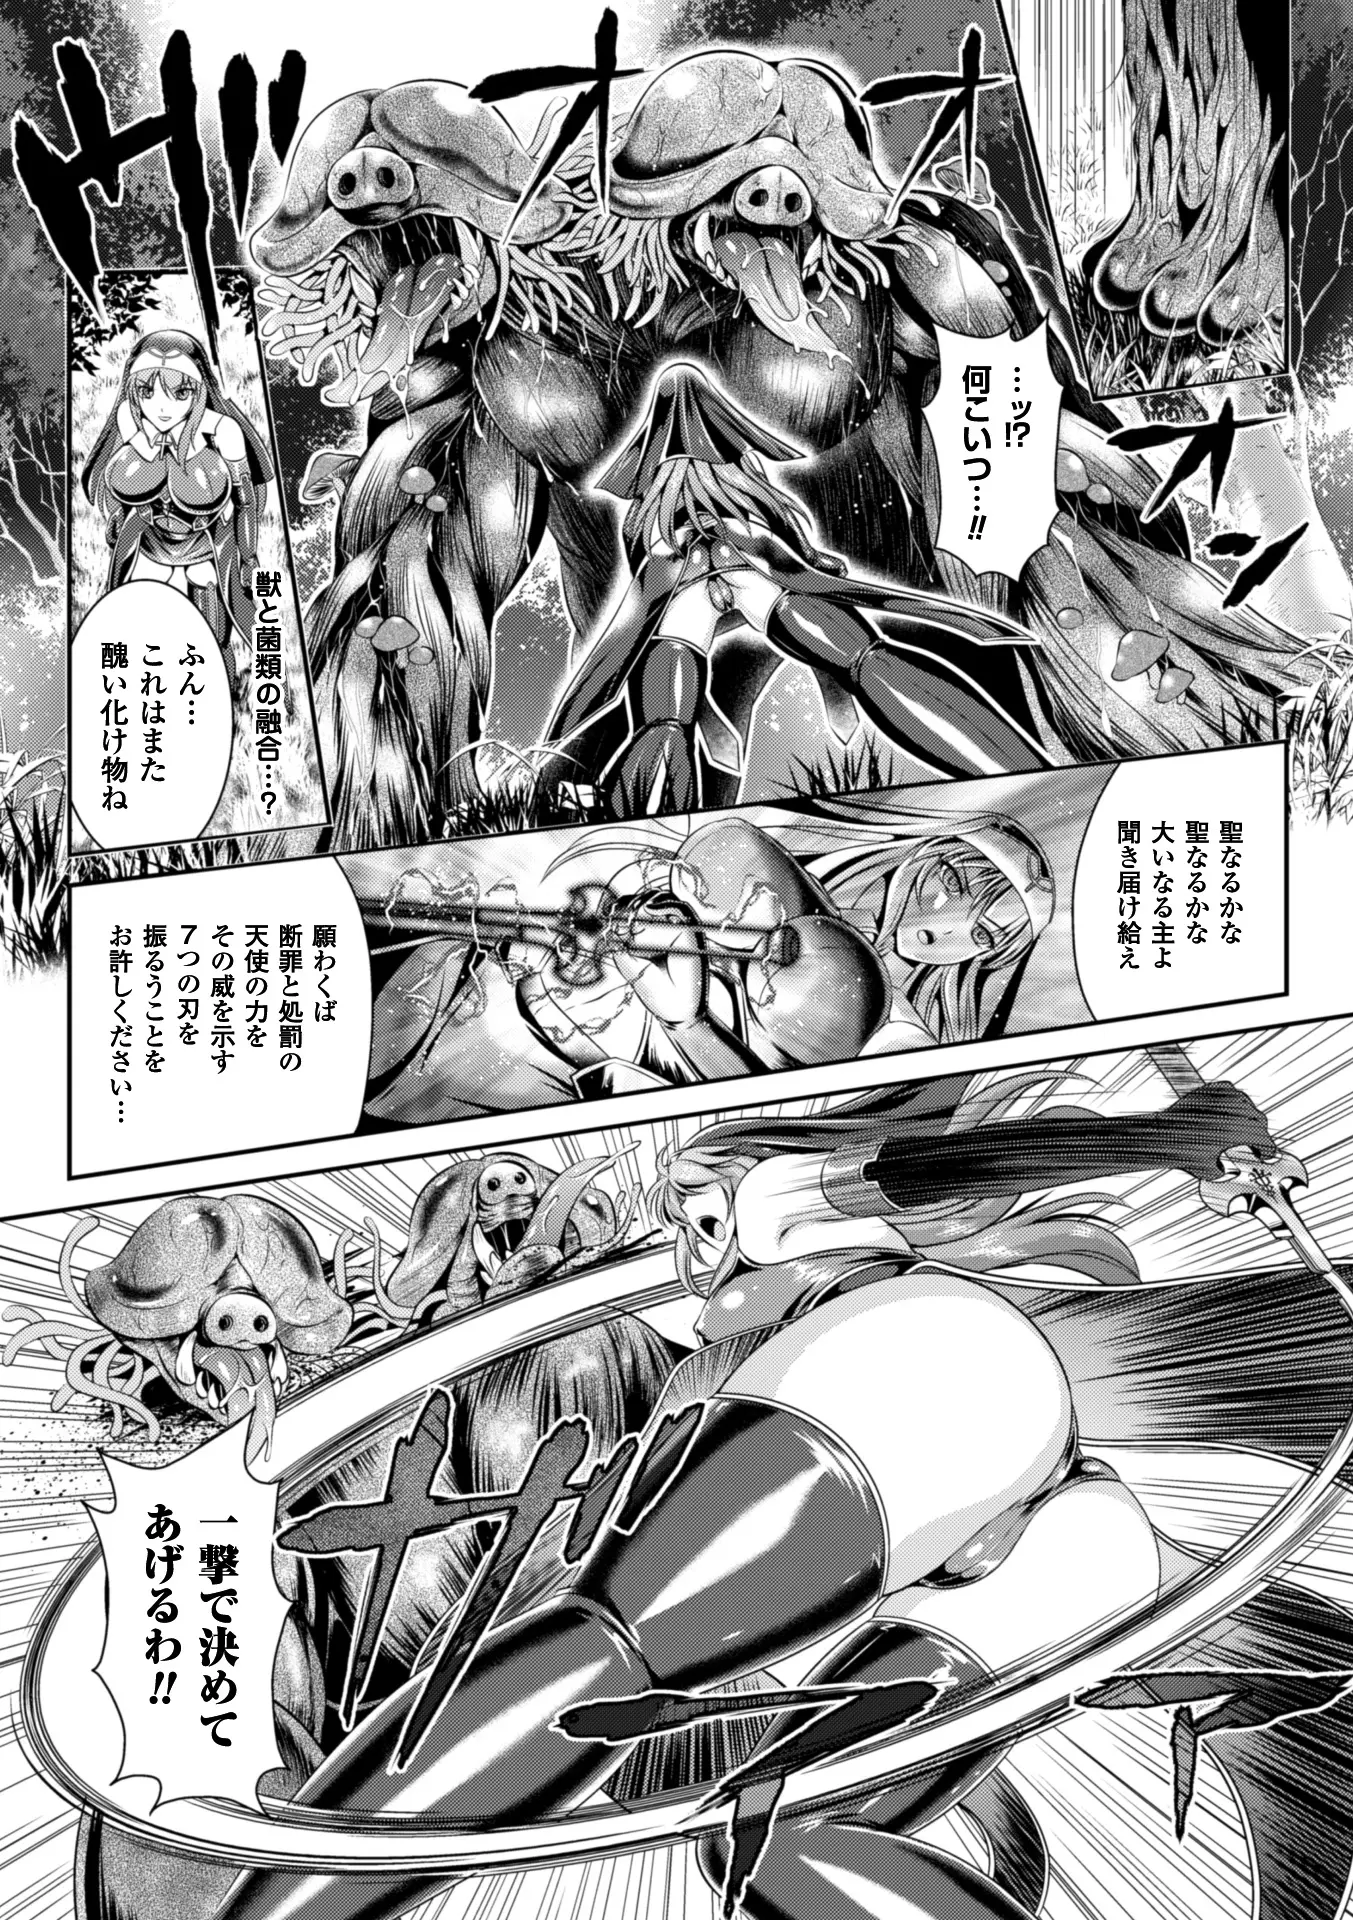 ズオオオン
…ッ!?
何こいつ…!!
獣と菌類の融合…?
ふん…
これはまた
醜い化け物ね
聖なるかな
聖なるかな
大いなる主よ
聞き届け給え
願わくば
断罪と処罰の
天使の力を
その威を示す
7つの刃を
振るうことを
お許しください…
一撃で決めて
あげるわ!!